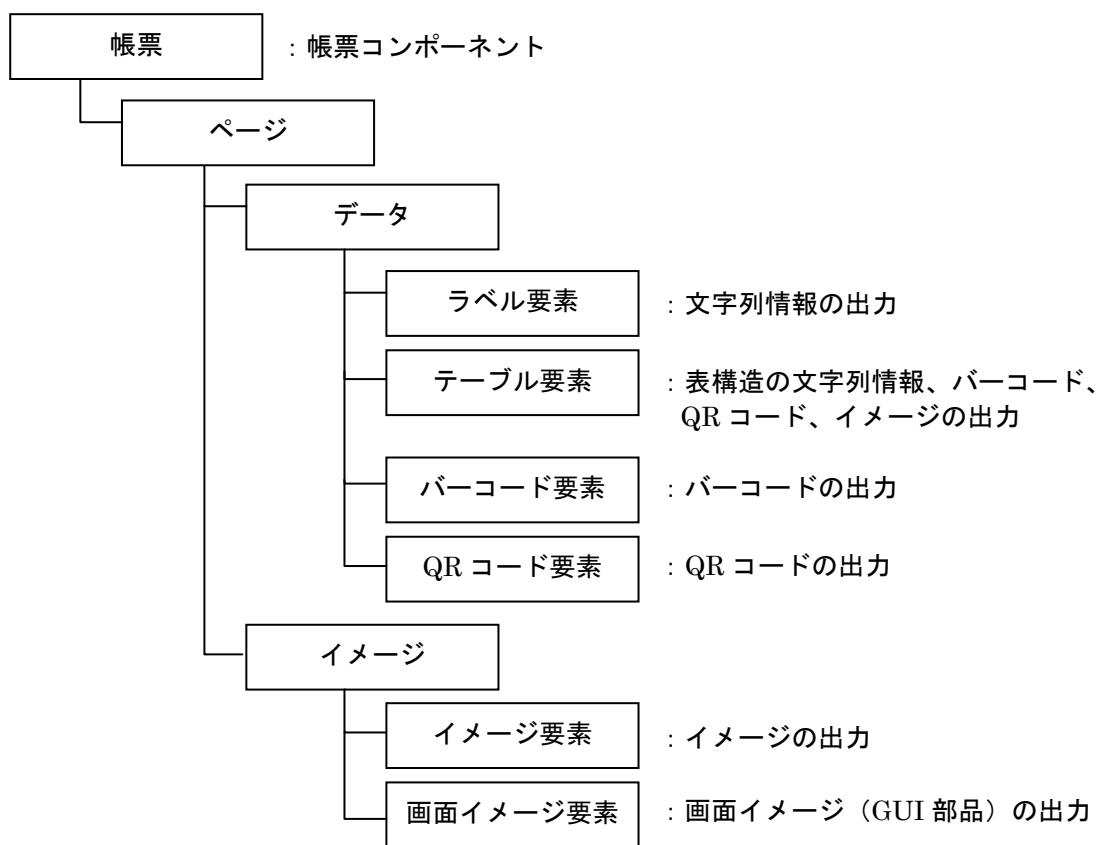 帳票 : 帳票コンポーネント
ページ
データ
ラベル要素 : 文字列情報の出力
テーブル要素 : 表構造の文字列情報、バーコード、
QR コード、イメージの出力
バーコード要素 : バーコードの出力
QR コード要素 : QR コードの出力
イメージ
イメージ要素 : イメージの出力
画面イメージ要素 : 画面イメージ（GUI 部品）の出力